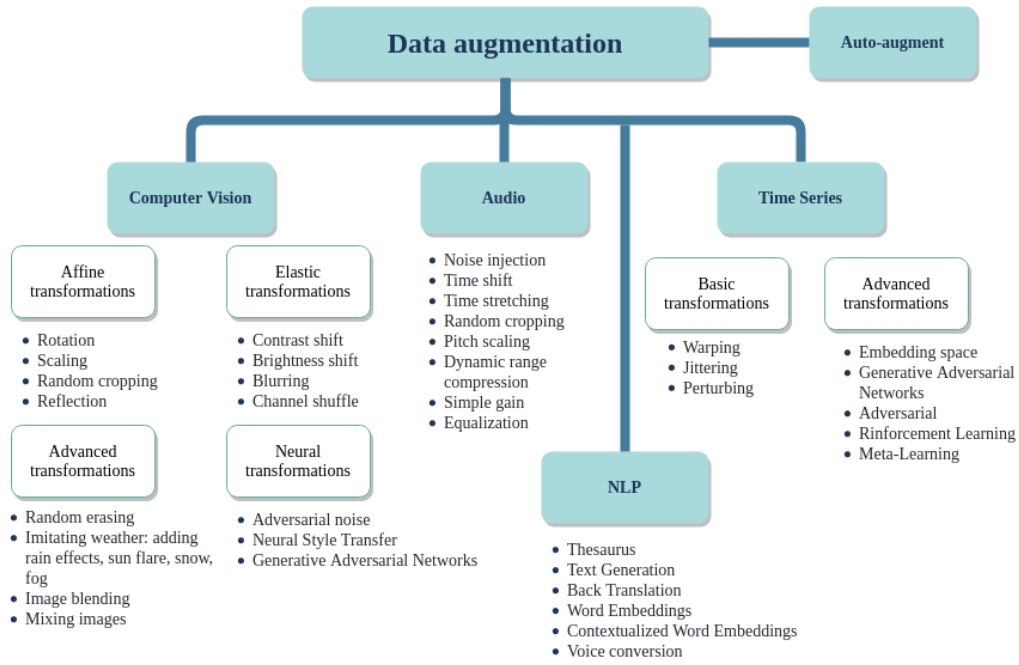 Data augmentation
Auto-augment
Computer Vision
Affine
transformations
Rotation
Scaling
Random cropping
Reflection
Elastic
transformations
Contrast shift
Brightness shift
Blurring
Channel shuffle
Advanced
transformations
Random erasing
Imitating weather: adding
rain effects, sun flare, snow,
fog
Image blending
Mixing images
Neural
transformations
Adversarial noise
Neural Style Transfer
Generative Adversarial Networks
Audio
Noise injection
Time shift
Time stretching
Random cropping
Pitch scaling
Dynamic range
compression
Simple gain
Equalization
NLP
Thesaurus
Text Generation
Back Translation
Word Embeddings
Contextualized Word Embeddings
Voice conversion
Time Series
Basic
transformations
Warping
Jittering
Perturbing
Advanced
transformations
Embedding space
Generative Adversarial
Networks
Adversarial
Rinforcement Learning
Meta-Learning